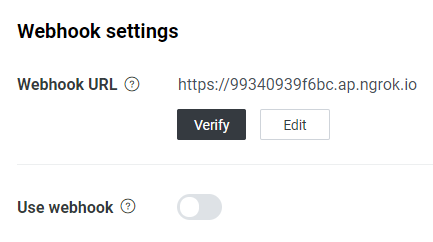 Webhook settings
Webhook URL ?
https://99340939f6bc.ap.ngrok.io
Verify
Edit
Use webhook ?